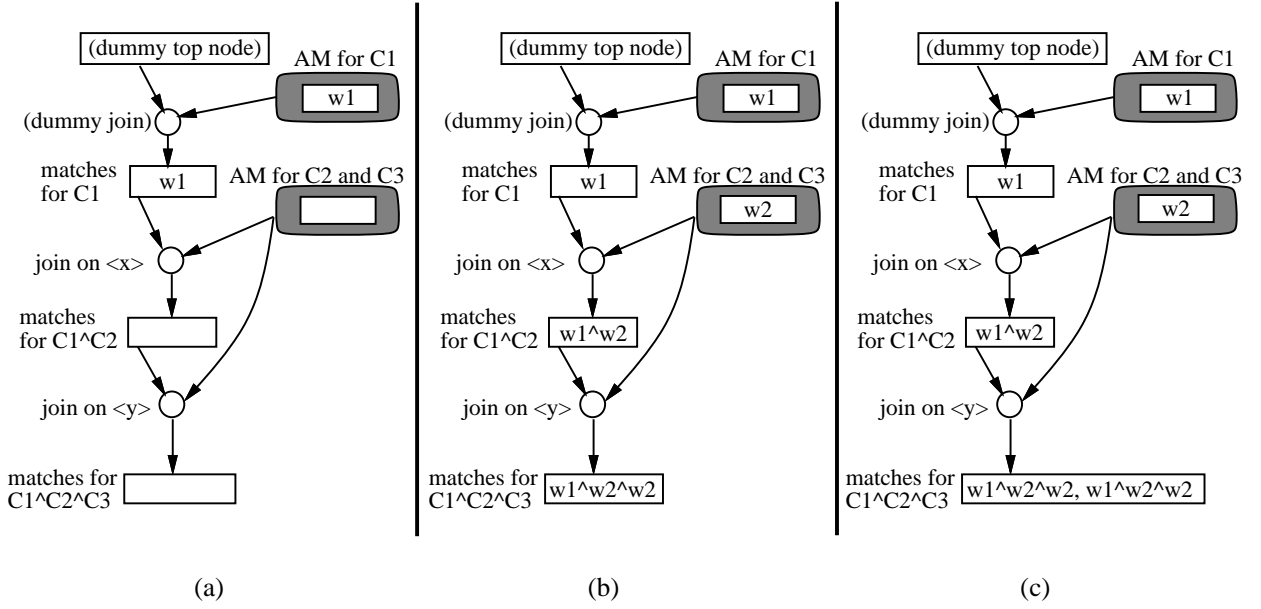 (dummy top node)
AM for C1
w1
(dummy join)
matches
for C1
w1
AM for C2 and C3
join on <x>
matches
for C1^C2
join on <y>
matches for
C1^C2^C3
(a)
(dummy top node)
AM for C1
w1
(dummy join)
matches
for C1
w1
AM for C2 and C3
w2
join on <x>
matches
for C1^C2
w1^w2
join on <y>
matches for
C1^C2^C3
w1^w2^w2
(b)
(dummy top node)
AM for C1
w1
(dummy join)
matches
for C1
w1
AM for C2 and C3
w2
join on <x>
matches
for C1^C2
w1^w2
join on <y>
matches for
C1^C2^C3
w1^w2^w2, w1^w2^w2
(c)